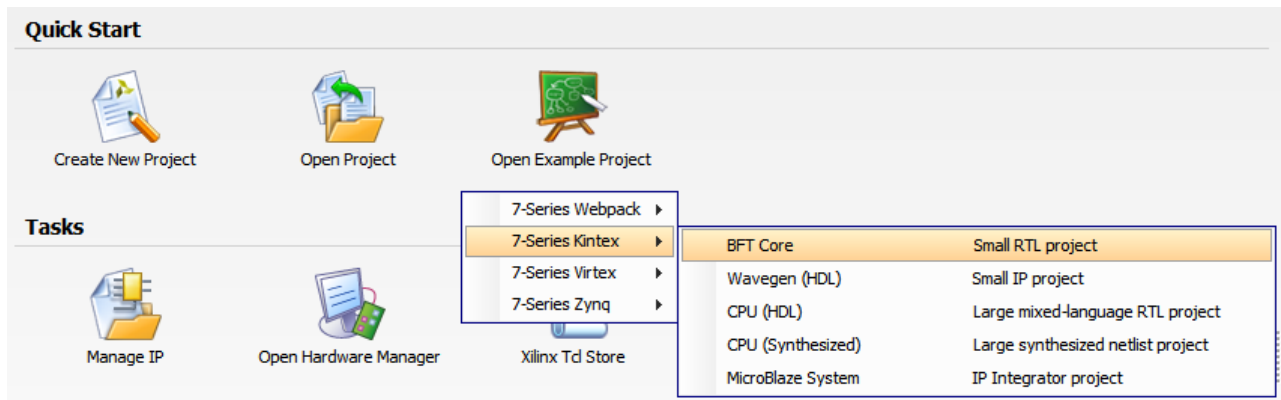 Quick Start
Create New Project
Open Project
Open Example Project
Tasks
7-Series Webpack
7-Series Kintex
7-Series Virtex
7-Series Zynq
BFT Core Small RTL project
Wavegen (HDL) Small IP project
CPU (HDL) Large mixed-language RTL project
CPU (Synthesized) Large synthesized netlist project
MicroBlaze System IP Integrator project
Manage IP
Open Hardware Manager
Xilinx Tcl Store